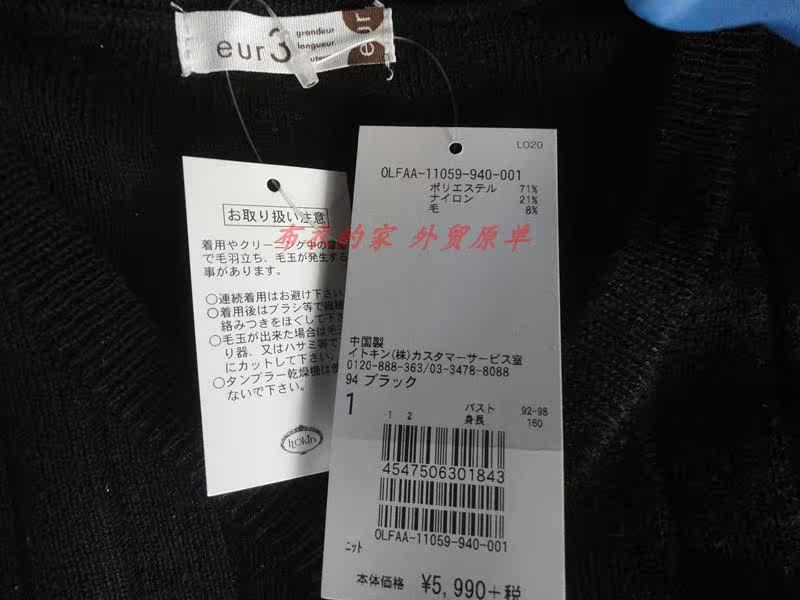 eur3
grandeur
longueur
eur
LO20
OLFAA-11059-940-001
ポリエステル 71%
ナイロン 21%
毛 8%
お取り扱い注意
布衣的家 外贸原单
着用やクリーニング中の
で毛羽立ち、毛玉が発生する
事があります。
○連続着用はお避け下さい
○着用後はブラシ等で繊維
絡みつきをほぐして下さ
○毛玉が出来た場合は毛玉
り器、又はハサミ等で
にカットして下さい。
○タンブラー乾燥機は使
ないで下さい。
Itokin
中国製
イトキン(株)カスタマーサービス室
0120-888-363/03-3478-8088
94 ブラック
1
バスト 92-98
身長 160
1 2
4547506301843
OLFAA-11059-940-001
ニット
本体価格 ¥5,990+税